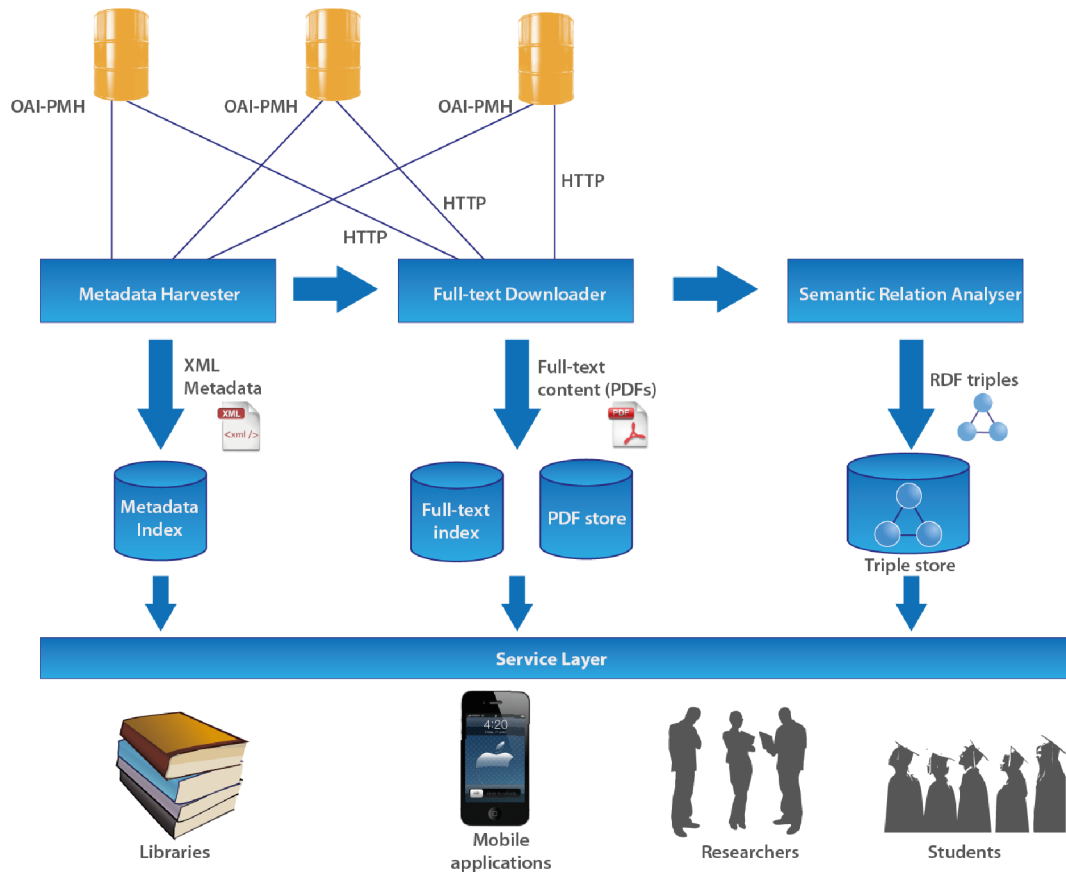 OAI-PMH
OAI-PMH
OAI-PMH
HTTP
HTTP
HTTP
Metadata Harvester
Full-text Downloader
Semantic Relation Analyser
XML
Metadata
XML
<xml />
Full-text
content (PDFs)
PDF
RDF triples
Metadata
Index
Full-text
index
PDF store
Triple store
Service Layer
4:20
Libraries
Mobile
applications
Researchers
Students